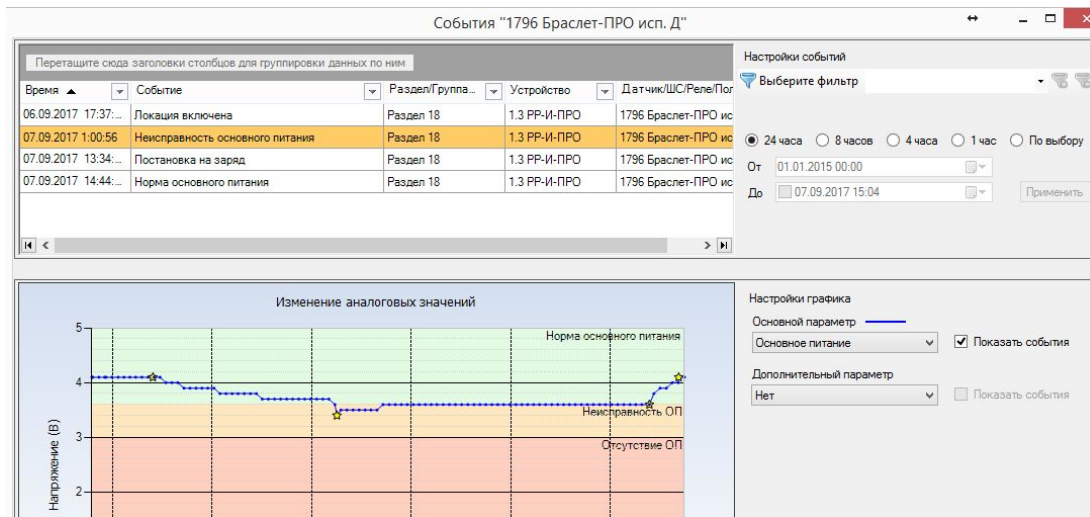 События "1796 Браслет-ПРО исп. Д"
Перетащите сюда заголовки столбцов для группировки данных по ним
Время Событие Раздел/Группа... Устройство Датчик/ШС/Реле/Пол
06.09.2017 17:37:... Локация включена Раздел 18 1.3 РР-И-ПРО 1796 Браслет-ПРО ис
07.09.2017 1:00:56 Неисправность основного питания Раздел 18 1.3 РР-И-ПРО 1796 Браслет-ПРО ис
07.09.2017 13:34:... Постановка на заряд Раздел 18 1.3 РР-И-ПРО 1796 Браслет-ПРО ис
07.09.2017 14:44:... Норма основного питания Раздел 18 1.3 РР-И-ПРО 1796 Браслет-ПРО ис
Настройки событий
Выберите фильтр
24 часа 8 часов 4 часа 1 час По выбору
От 01.01.2015 00:00
До 07.09.2017 15:04 Применить
Изменение аналоговых значений
5
4
3
2
Напряжение (В)
Норма основного питания
Неисправность ОП
Отсутствие ОП
Настройки графика
Основной параметр
Основное питание Показать события
Дополнительный параметр
Нет Показать события